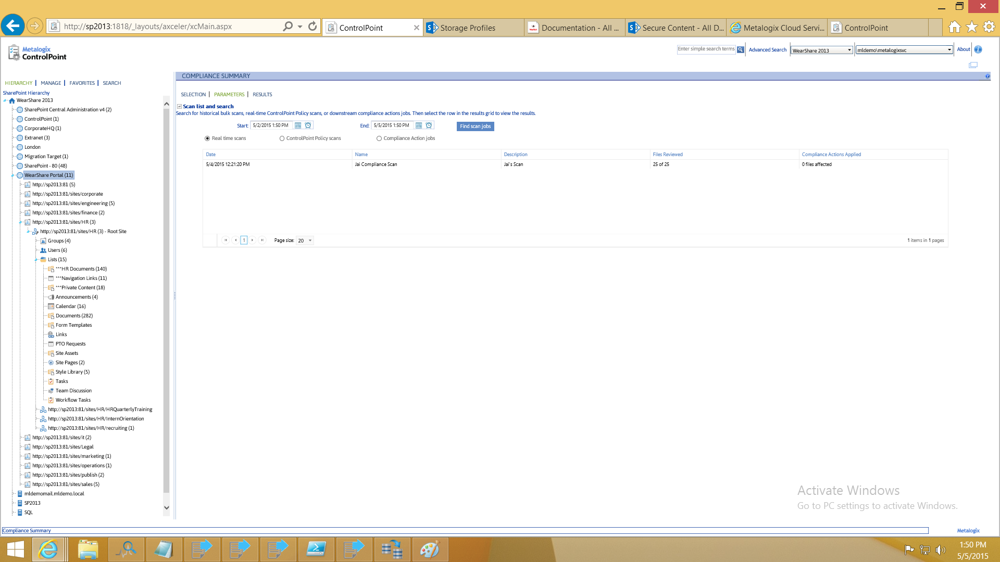 http://sp2013:1818/_layouts/axceler/xcMain.aspx
ControlPoint
Storage Profiles
Documentation - All ...
Secure Content - All D...
Metalogix Cloud Servi...
ControlPoint
Metalogix
ControlPoint
Enter simple search terms
Advanced Search
WearShare 2013
mldemo\metalogixsvc
About
HIERARCHY | MANAGE | FAVORITES | SEARCH
SharePoint Hierarchy
WearShare 2013
SharePoint Central Administration v4 (2)
ControlPoint (1)
CorporateHQ (1)
Extranet (3)
London
Migration Target (1)
SharePoint - 80 (48)
WearShare Portal (11)
http://sp2013:81 (5)
http://sp2013:81/sites/corporate
http://sp2013:81/sites/engineering (5)
http://sp2013:81/sites/finance (2)
http://sp2013:81/sites/HR (3)
http://sp2013:81/sites/HR (3) - Root Site
Groups (4)
Users (6)
Lists (15)
***HR Documents (140)
***Navigation Links (11)
***Private Content (18)
Announcements (4)
Calendar (16)
Documents (282)
Form Templates
Links
PTO Requests
Site Assets
Site Pages (2)
Style Library (5)
Tasks
Team Discussion
Workflow Tasks
http://sp2013:81/sites/HR/HRQuarterlyTraining
http://sp2013:81/sites/HR/InternOrientation
http://sp2013:81/sites/HR/recruiting (1)
http://sp2013:81/sites/it (2)
http://sp2013:81/sites/Legal
http://sp2013:81/sites/marketing (1)
http://sp2013:81/sites/operations (1)
http://sp2013:81/sites/publish (2)
http://sp2013:81/sites/sales (5)
mldemomail.mldemo.local
SP2013
SQL
COMPLIANCE SUMMARY
SELECTION | PARAMETERS | RESULTS
Scan list and search
Search for historical bulk scans, real-time ControlPoint Policy scans, or downstream compliance actions jobs. Then select the row in the results grid to view the results.
Start: 5/2/2015 1:50 PM End: 5/5/2015 1:50 PM Find scan jobs
Real time scans ControlPoint Policy scans Compliance Action jobs
Date Name Description Files Reviewed Compliance Actions Applied
5/4/2015 12:21:20 PM Jai Compliance Scan Jai's Scan 25 of 25 0 files affected
1 Page size: 20 1 items in 1 pages
Activate Windows
Go to PC settings to activate Windows.
Compliance Summary
Metalogix
1:50 PM
5/5/2015